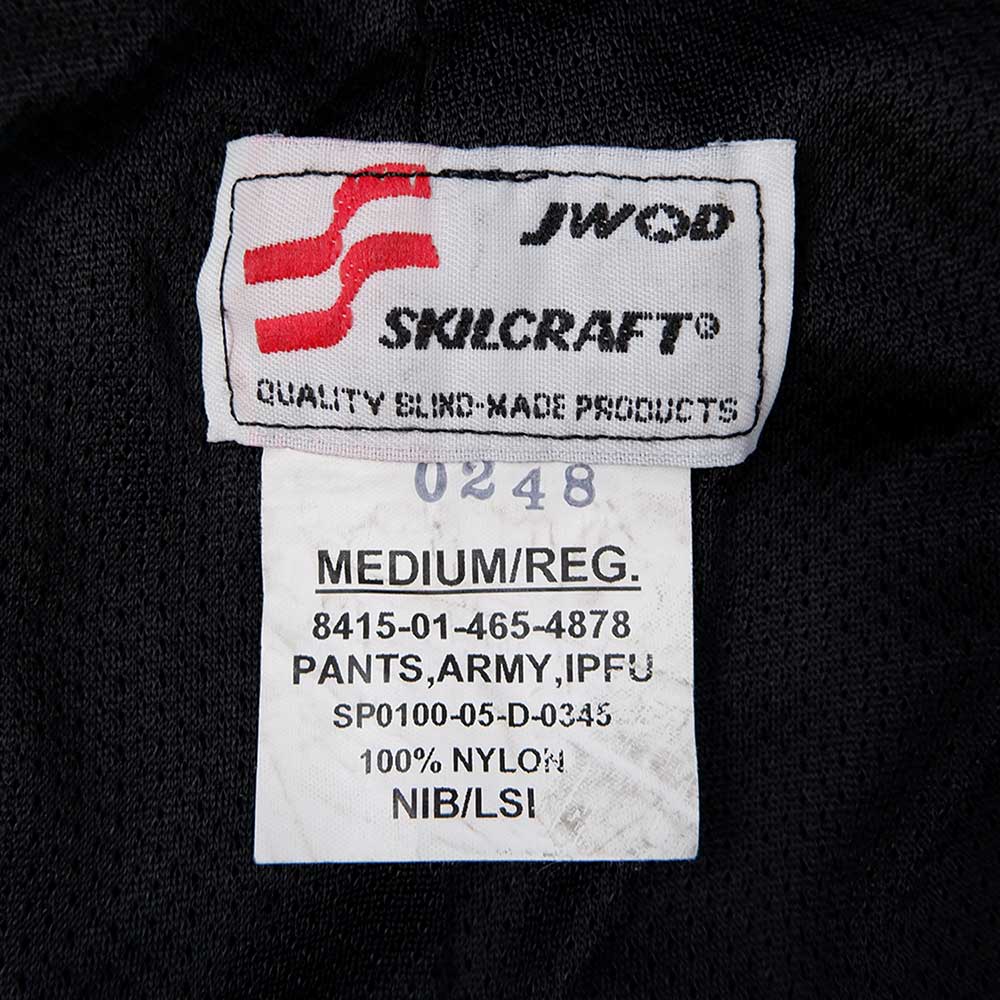 JWOD
SKILCRAFT®
QUALITY BLIND-MADE PRODUCTS
0248
MEDIUM/REG.
8415-01-465-4878
PANTS,ARMY,IPFU
SP0100-05-D-0345
100% NYLON
NIB/LSI